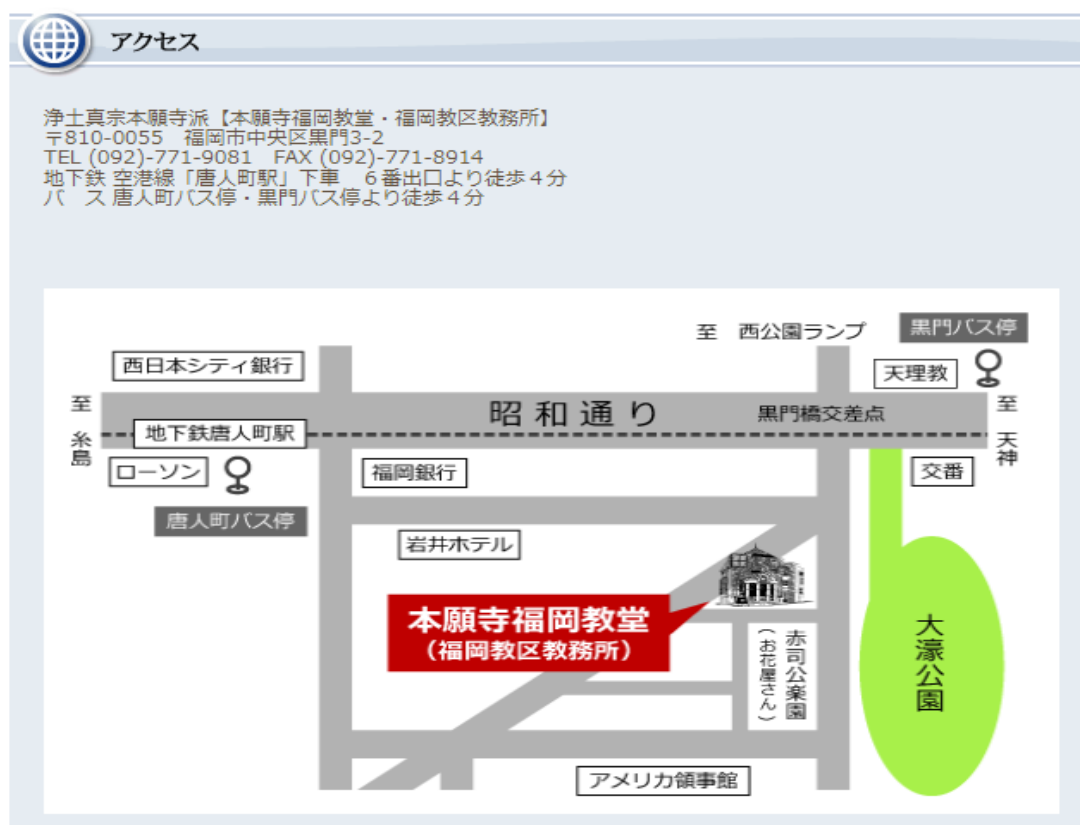 アクセス
浄土真宗本願寺派【本願寺福岡教堂・福岡教区教務所】
〒810-0055　福岡市中央区黒門3-2
TEL (092)-771-9081　FAX (092)-771-8914
地下鉄 空港線「唐人町駅」下車　６番出口より徒歩４分
バ　ス 唐人町バス停・黒門バス停より徒歩４分
至　西公園ランプ
黒門バス停
西日本シティ銀行
天理教
至　糸島
昭和通り
黒門橋交差点
至　天神
地下鉄唐人町駅
ローソン
福岡銀行
交番
唐人町バス停
岩井ホテル
本願寺福岡教堂
（福岡教区教務所）
赤司公楽園
（お花屋さん）
大濠公園
アメリカ領事館